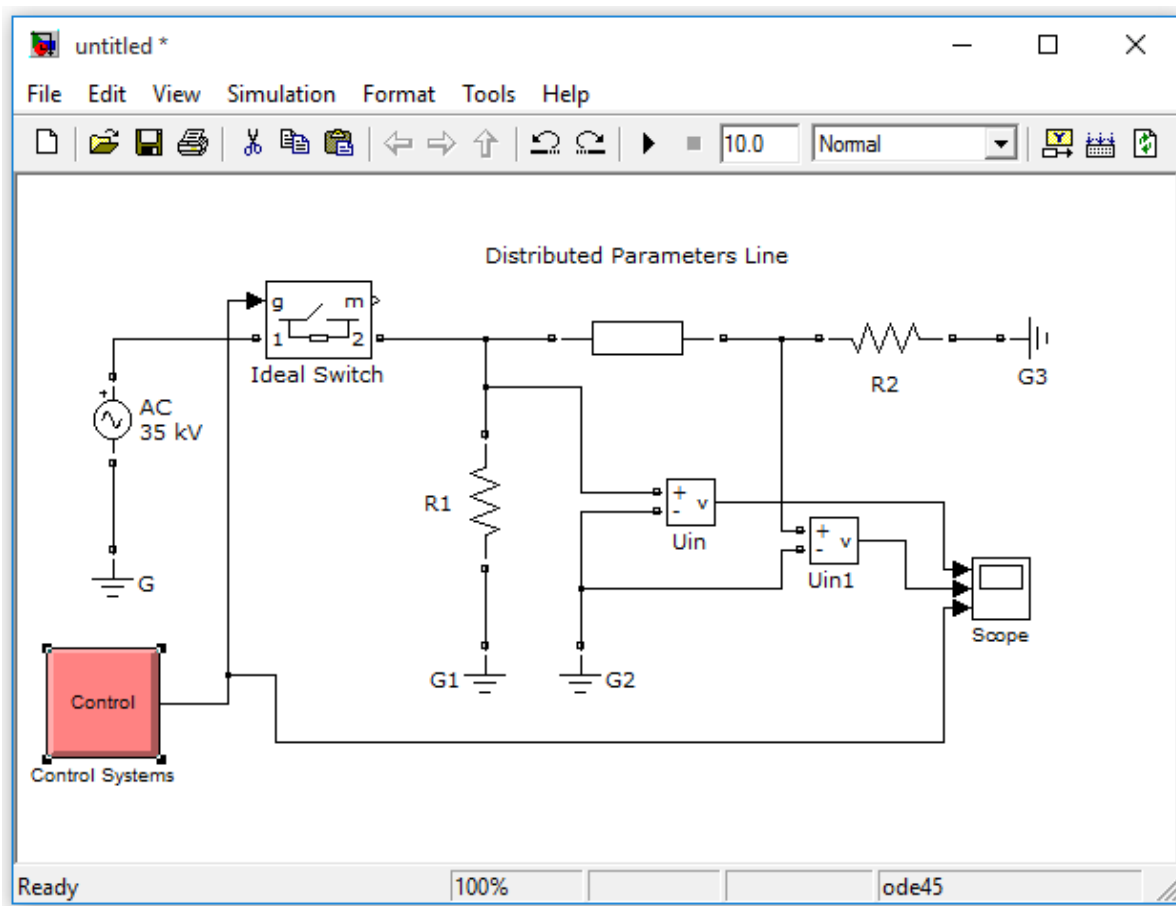 untitled *
File Edit View Simulation Format Tools Help
10.0 Normal
Distributed Parameters Line
g m
1 2
Ideal Switch
R2
G3
AC
35 kV
R1
+
- v
Uin
+
- v
Uin1
G
Scope
G1
G2
Control
Control Systems
Ready 100% ode45